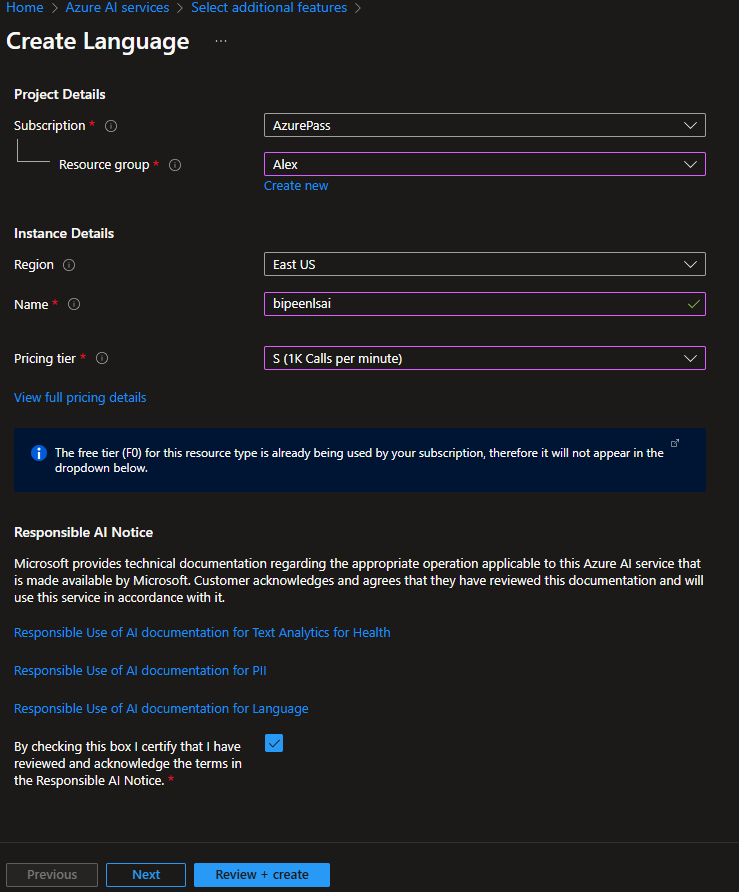 Home > Azure AI services > Select additional features >
Create Language ...
Project Details
Subscription * AzurePass
Resource group * Alex
Create new
Instance Details
Region East US
Name * bipeenlsai
Pricing tier * S (1K Calls per minute)
View full pricing details
The free tier (F0) for this resource type is already being used by your subscription, therefore it will not appear in the
dropdown below.
Responsible AI Notice
Microsoft provides technical documentation regarding the appropriate operation applicable to this Azure AI service that
is made available by Microsoft. Customer acknowledges and agrees that they have reviewed this documentation and will
use this service in accordance with it.
Responsible Use of AI documentation for Text Analytics for Health
Responsible Use of AI documentation for PII
Responsible Use of AI documentation for Language
By checking this box I certify that I have
reviewed and acknowledge the terms in
the Responsible AI Notice. *
Previous Next Review + create